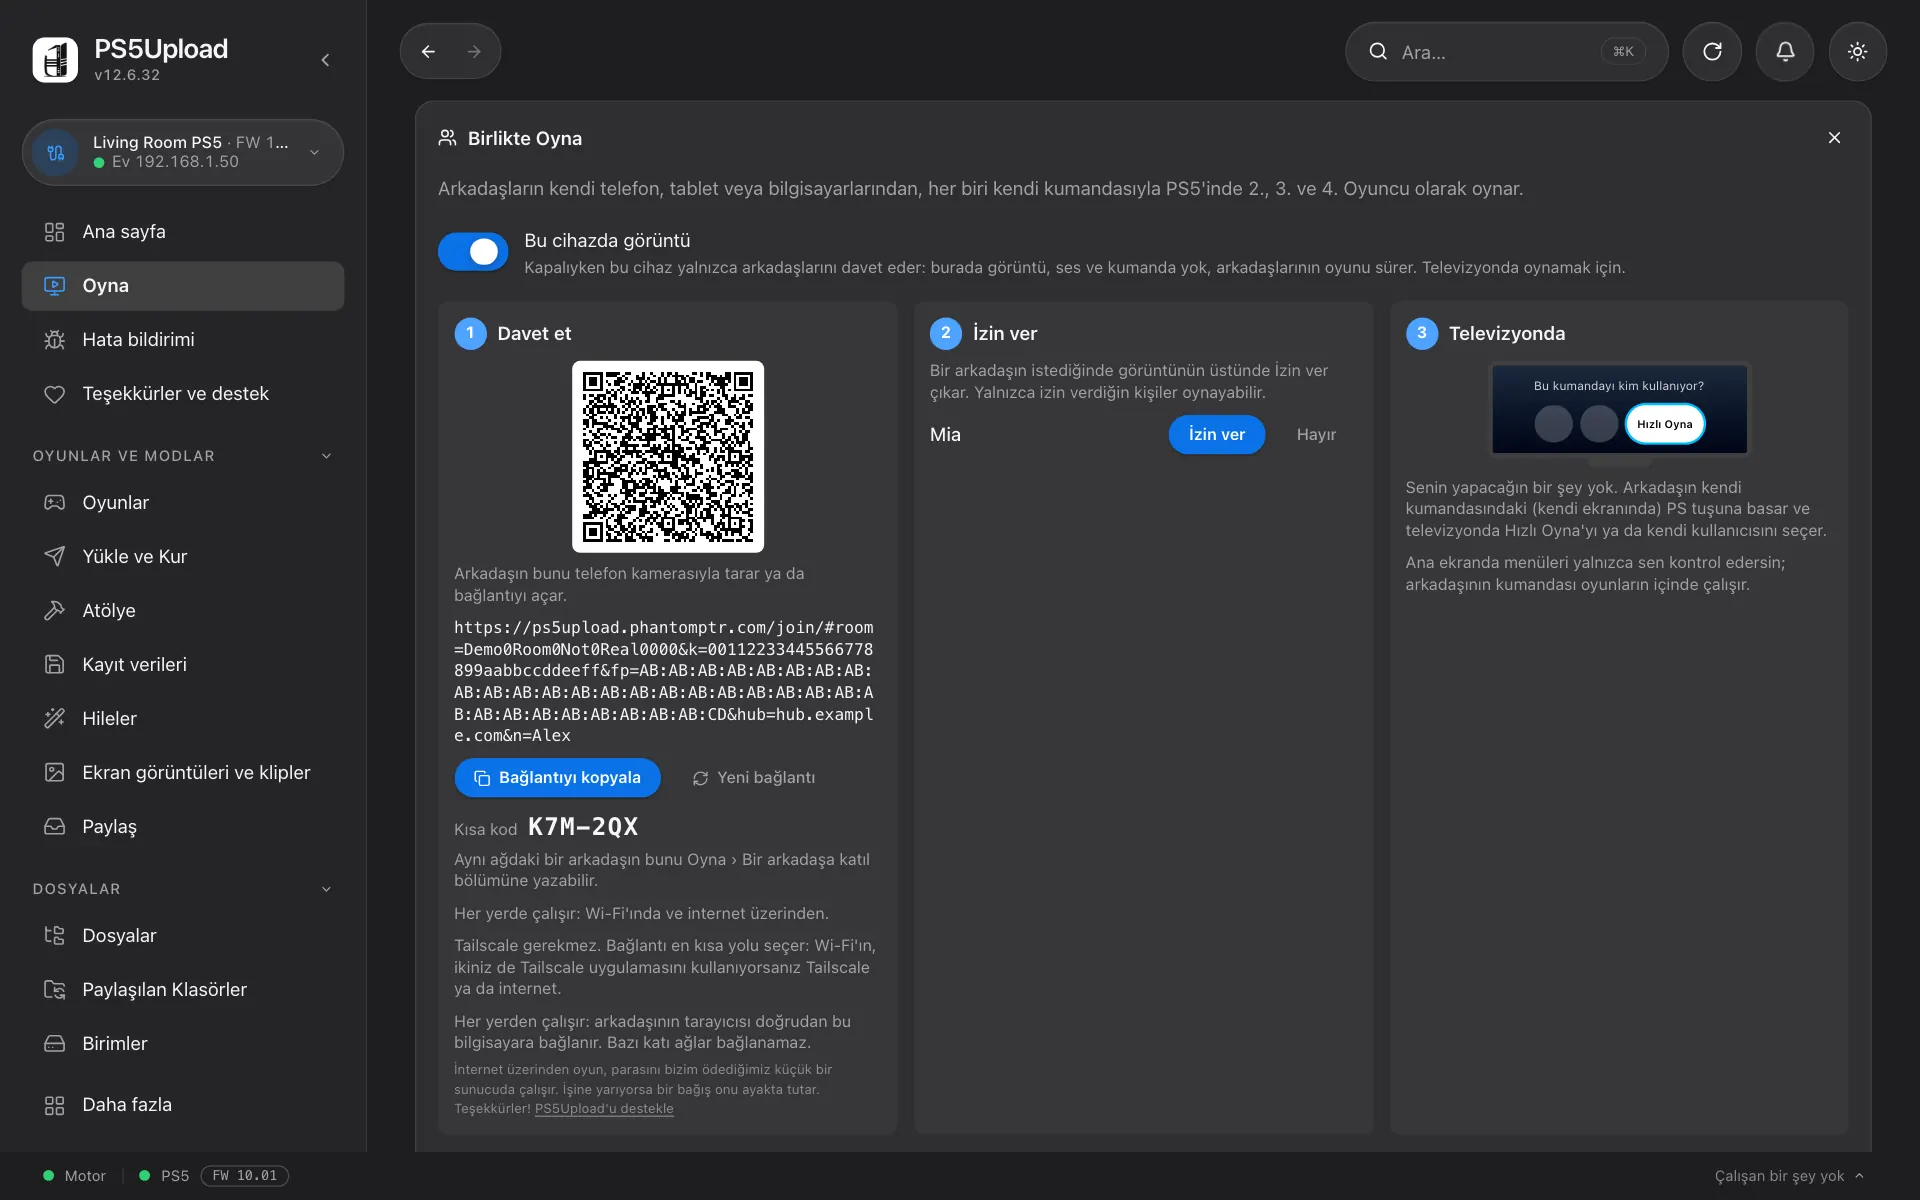 PS5Upload
v12.6.32
Living Room PS5 · FW 1...
Ev 192.168.1.50
Ana sayfa
Oyna
Hata bildirimi
Teşekkürler ve destek
OYUNLAR VE MODLAR
Oyunlar
Yükle ve Kur
Atölye
Kayıt verileri
Hileler
Ekran görüntüleri ve klipler
Paylaş
DOSYALAR
Dosyalar
Paylaşılan Klasörler
Birimler
Daha fazla
Ara...
⌘K
Birlikte Oyna
Arkadaşların kendi telefon, tablet veya bilgisayarlarından, her biri kendi kumandasıyla PS5'inde 2., 3. ve 4. Oyuncu olarak oynar.
Bu cihazda görüntü
Kapalıyken bu cihaz yalnızca arkadaşlarını davet eder: burada görüntü, ses ve kumanda yok, arkadaşlarının oyunu sürer. Televizyonda oynamak için.
1 Davet et
Arkadaşın bunu telefon kamerasıyla tarar ya da
bağlantıyı açar.
https://ps5upload.phantomptr.com/join/#room
=Demo0Room0Not0Real0000&k=00112233445566778
899aabbccddeeff&fp=AB:AB:AB:AB:AB:AB:AB:AB:
AB:AB:AB:AB:AB:AB:AB:AB:AB:AB:AB:AB:AB:AB:A
B:AB:AB:AB:AB:AB:AB:AB:AB:CD&hub=hub.exampl
e.com&n=Alex
Bağlantıyı kopyala
Yeni bağlantı
Kısa kod K7M-2QX
Aynı ağdaki bir arkadaşın bunu Oyna › Bir arkadaşa katıl
bölümüne yazabilir.
Her yerde çalışır: Wi-Fi'ında ve internet üzerinden.
Tailscale gerekmez. Bağlantı en kısa yolu seçer: Wi-Fi'ın,
ikiniz de Tailscale uygulamasını kullanıyorsanız Tailscale
ya da internet.
Her yerden çalışır: arkadaşının tarayıcısı doğrudan bu
bilgisayara bağlanır. Bazı katı ağlar bağlanamaz.
İnternet üzerinden oyun, parasını bizim ödediğimiz küçük bir
sunucuda çalışır. İşine yarıyorsa bir bağış onu ayakta tutar.
Teşekkürler! PS5Upload'u destekle
2 İzin ver
Bir arkadaşın istediğinde görüntünün üstünde İzin ver
çıkar. Yalnızca izin verdiğin kişiler oynayabilir.
Mia
İzin ver
Hayır
3 Televizyonda
Bu kumandayı kim kullanıyor?
Hızlı Oyna
Senin yapacağın bir şey yok. Arkadaşın kendi
kumandasındaki (kendi ekranında) PS tuşuna basar ve
televizyonda Hızlı Oyna'yı ya da kendi kullanıcısını seçer.
Ana ekranda menüleri yalnızca sen kontrol edersin;
arkadaşının kumandası oyunların içinde çalışır.
Motor
PS5
FW 10.01
Çalışan bir şey yok